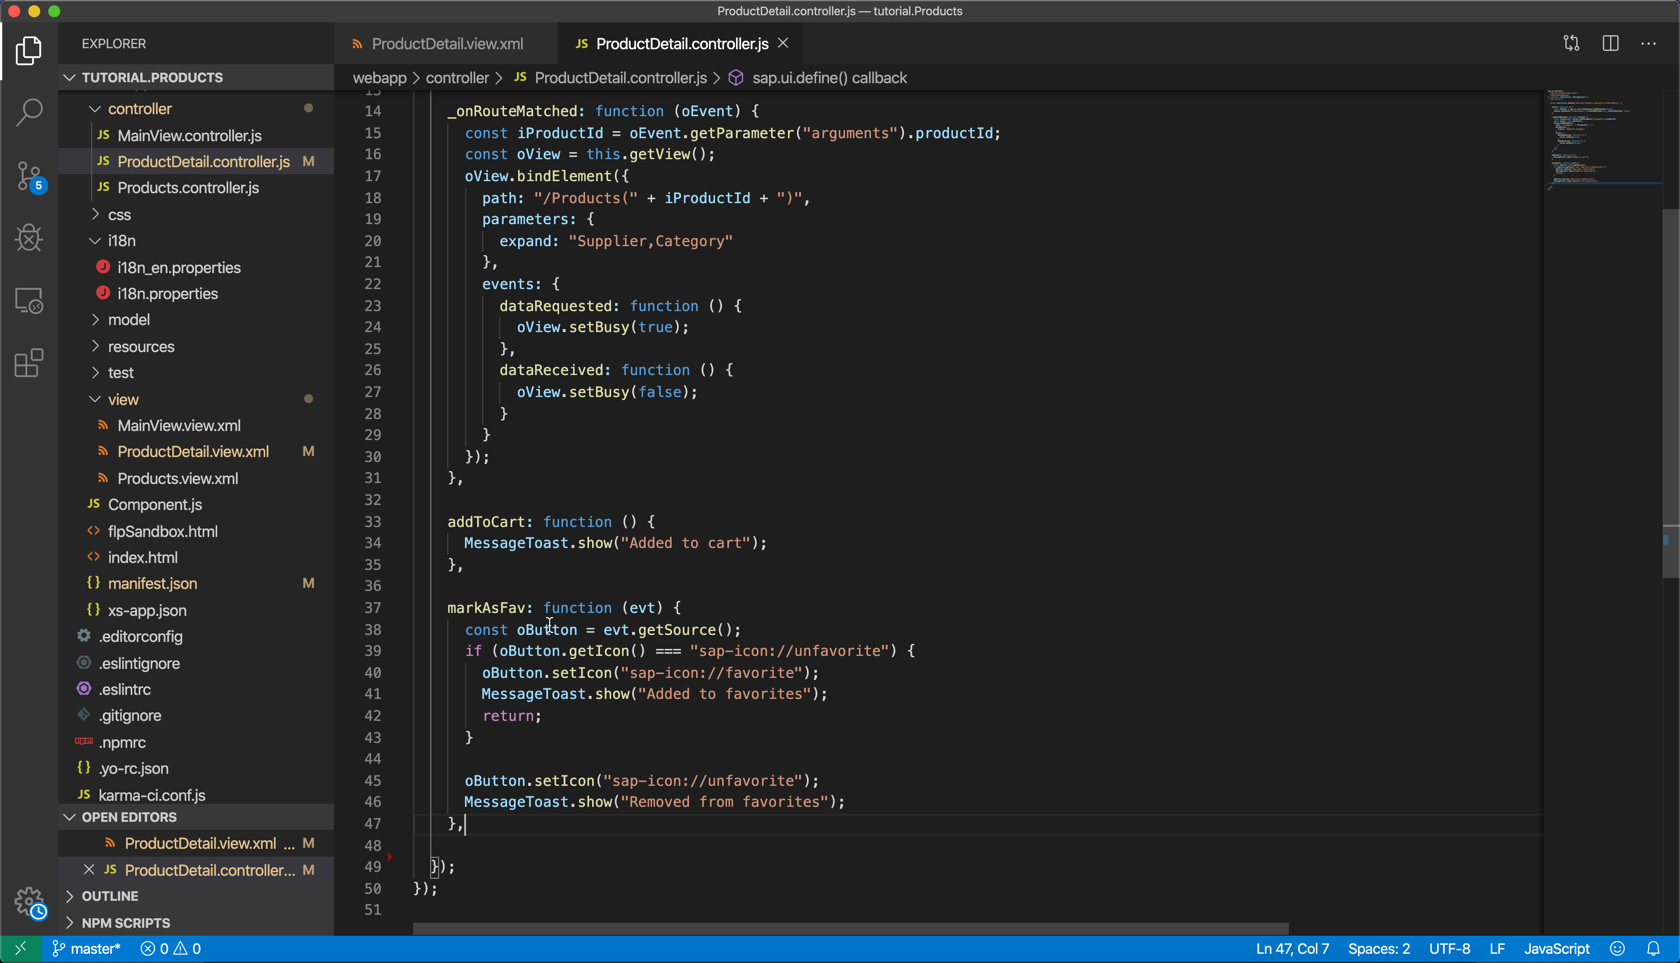 ProductDetail.controller.js — tutorial.Products
EXPLORER
TUTORIAL.PRODUCTS
controller
JS MainView.controller.js
JS ProductDetail.controller.js M
JS Products.controller.js
css
i18n
J i18n_en.properties
J i18n.properties
model
resources
test
view
MainView.view.xml
ProductDetail.view.xml M
Products.view.xml
JS Component.js
<> flpSandbox.html
<> index.html
{} manifest.json M
{} xs-app.json
.editorconfig
.eslintignore
.eslintrc
.gitignore
npm .npmrc
{} .yo-rc.json
JS karma-ci.conf.js
OPEN EDITORS
ProductDetail.view.xml ... M
JS ProductDetail.controller... M
OUTLINE
NPM SCRIPTS
5
ProductDetail.view.xml
JS ProductDetail.controller.js
webapp > controller > JS ProductDetail.controller.js > sap.ui.define() callback
13
14 _onRouteMatched: function (oEvent) {
15 const iProductId = oEvent.getParameter("arguments").productId;
16 const oView = this.getView();
17 oView.bindElement({
18 path: "/Products(" + iProductId + ")",
19 parameters: {
20 expand: "Supplier,Category"
21 },
22 events: {
23 dataRequested: function () {
24 oView.setBusy(true);
25 },
26 dataReceived: function () {
27 oView.setBusy(false);
28 }
29 }
30 });
31 },
32
33 addToCart: function () {
34 MessageToast.show("Added to cart");
35 },
36
37 markAsFav: function (evt) {
38 const oButton = evt.getSource();
39 if (oButton.getIcon() === "sap-icon://unfavorite") {
40 oButton.setIcon("sap-icon://favorite");
41 MessageToast.show("Added to favorites");
42 return;
43 }
44
45 oButton.setIcon("sap-icon://unfavorite");
46 MessageToast.show("Removed from favorites");
47 },
48
49 });
50 });
51
master* 0 0 Ln 47, Col 7 Spaces: 2 UTF-8 LF JavaScript